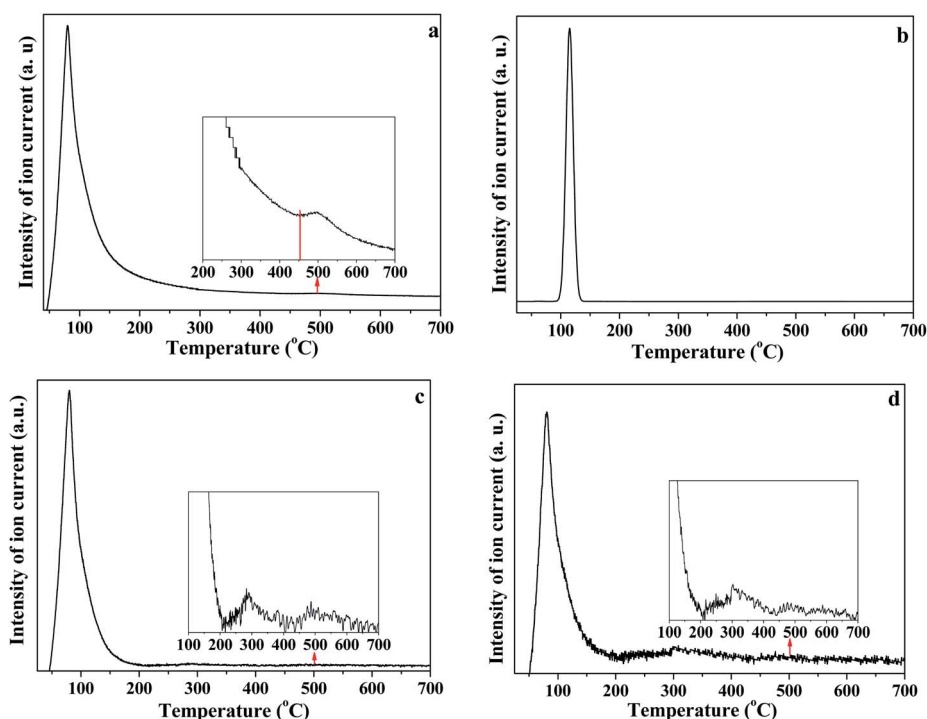 a
Intensity of ion current (a. u)
200 300 400 500 600 700
100 200 300 400 500 600 700
Temperature (°C)
b
Intensity of ion current (a. u.)
100 200 300 400 500 600 700
Temperature (°C)
c
Intensity of ion current (a.u.)
100 200 300 400 500 600 700
100 200 300 400 500 600 700
Temperature (°C)
d
Intensity of ion current (a. u.)
100 200 300 400 500 600 700
100 200 300 400 500 600 700
Temperature (°C)